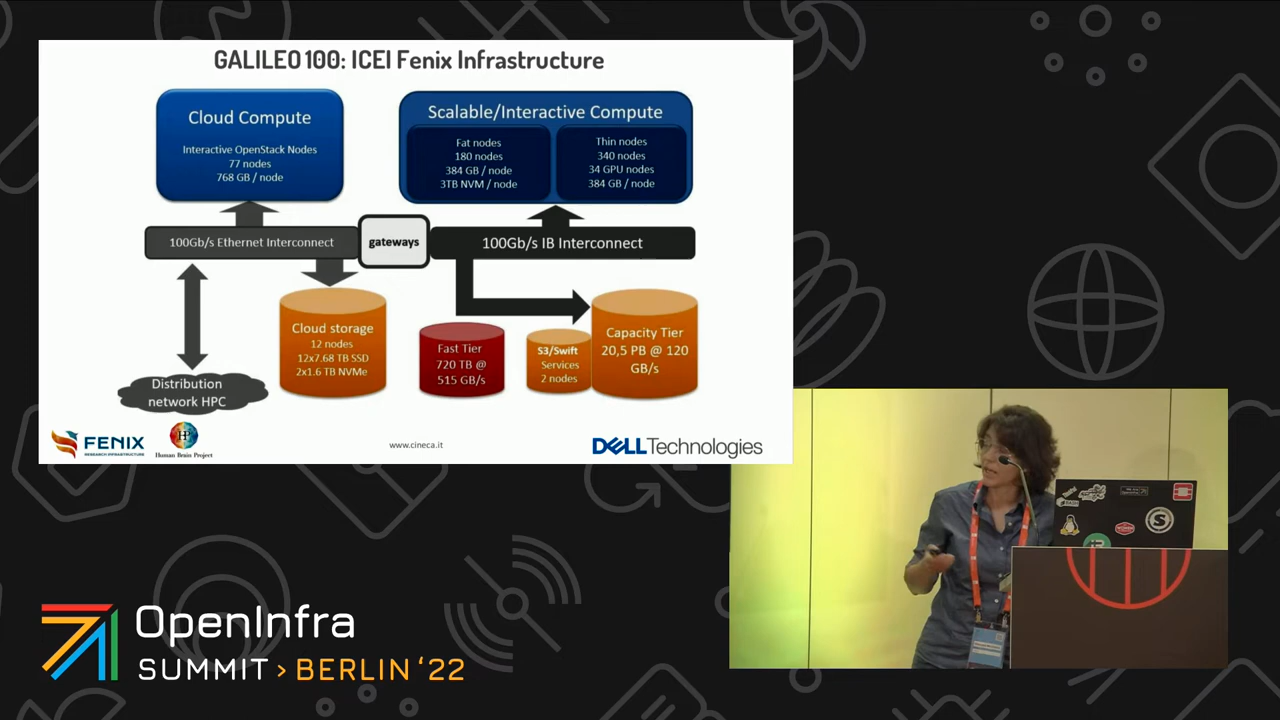 GALILEO 100: ICEI Fenix Infrastructure
Cloud Compute
Interactive OpenStack Nodes
77 nodes
768 GB / node
Scalable/Interactive Compute
Fat nodes
180 nodes
384 GB / node
3TB NVM / node
Thin nodes
340 nodes
34 GPU nodes
384 GB / node
100Gb/s Ethernet Interconnect
gateways
100Gb/s IB Interconnect
Cloud storage
12 nodes
12x7.68 TB SSD
2x1.6 TB NVMe
Fast Tier
720 TB @
515 GB/s
S3/Swift
Services
2 nodes
Capacity Tier
20,5 PB @ 120
GB/s
Distribution
network HPC
FENIX
RESEARCH INFRASTRUCTURE
HP
Human Brain Project
www.cineca.it
DELL Technologies
S
OpenInfra
SUMMIT > BERLIN '22